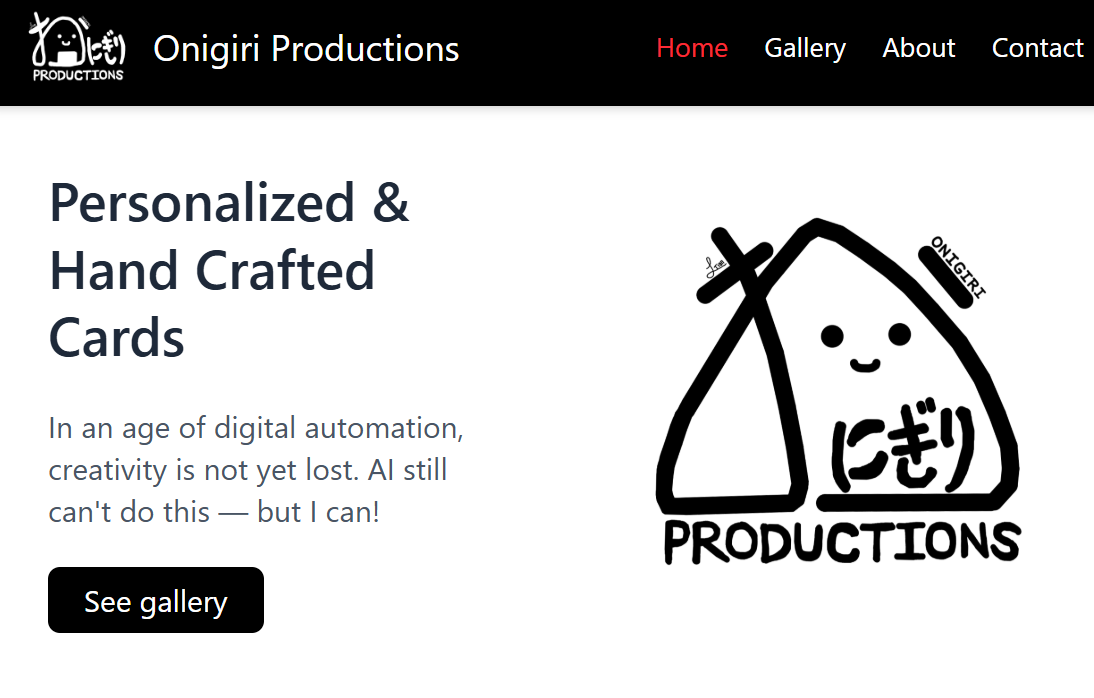 おにぎり
PRODUCTIONS
Onigiri Productions
Home
Gallery
About
Contact
Personalized &
Hand Crafted
Cards
In an age of digital automation,
creativity is not yet lost. AI still
can't do this — but I can!
See gallery
ONIGIRI
おにぎり
PRODUCTIONS